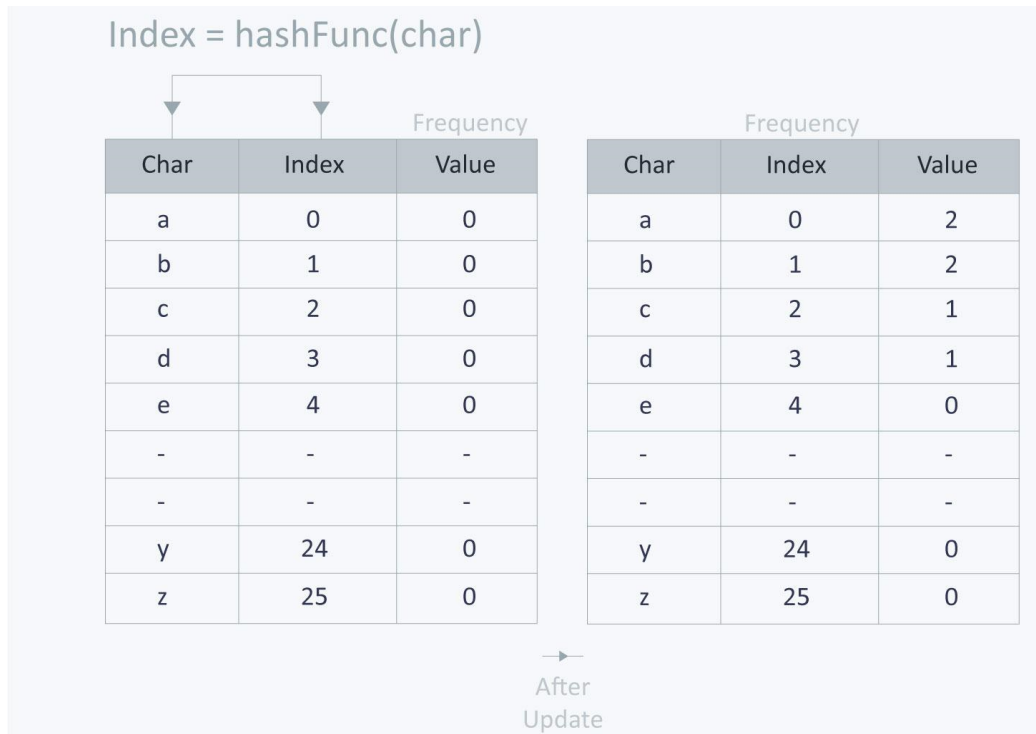 Index = hashFunc(char)
Frequency
Char Index Value
a 0 0
b 1 0
c 2 0
d 3 0
e 4 0
- - -
- - -
y 24 0
z 25 0
Frequency
Char Index Value
a 0 2
b 1 2
c 2 1
d 3 1
e 4 0
- - -
- - -
y 24 0
z 25 0
After
Update